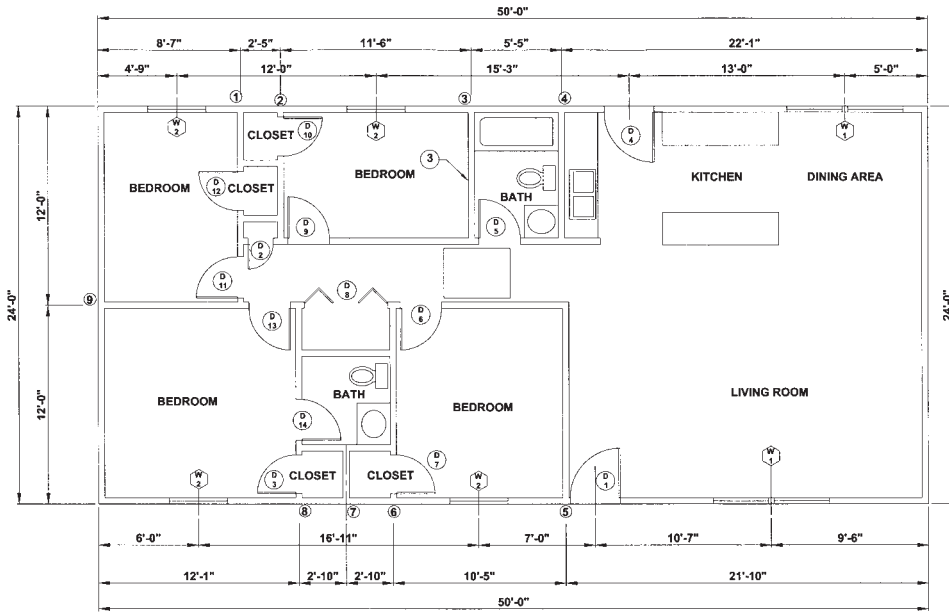 50'-0"
8'-7" 2'-5" 11'-6" 5'-5" 22'-1"
4'-9" 12'-0" 15'-3" 13'-0" 5'-0"
1 2 3 4
W 2 D 10 W 2 D 4 W 1
CLOSET
3
BEDROOM D 12 CLOSET BEDROOM BATH KITCHEN DINING AREA
12'-0"
D 2 D 9 D 5
D 11 D 8
9
24'-0" 24'-0"
D 13 D 6
12'-0"
BEDROOM BATH BEDROOM LIVING ROOM
D 14
D 7
W 2 D 3 CLOSET CLOSET W 2 D 1 W 1
8 7 6 5
6'-0" 16'-11" 7'-0" 10'-7" 9'-6"
12'-1" 2'-10" 2'-10" 10'-5" 21'-10"
50'-0"